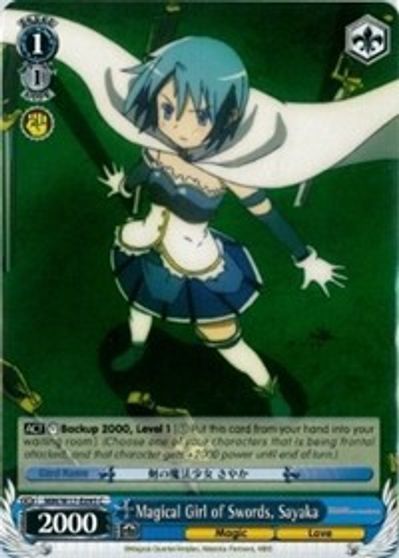 1
1
ACT Backup 2000, Level 1 [① Put this card from your hand into your
waiting room] (Choose one of your characters that is being frontal
attacked, and that character gets +2000 power until end of turn.)
Card Name
剣の魔法少女 さやか
Magical Girl of Swords, Sayaka
2000
Magic
Love